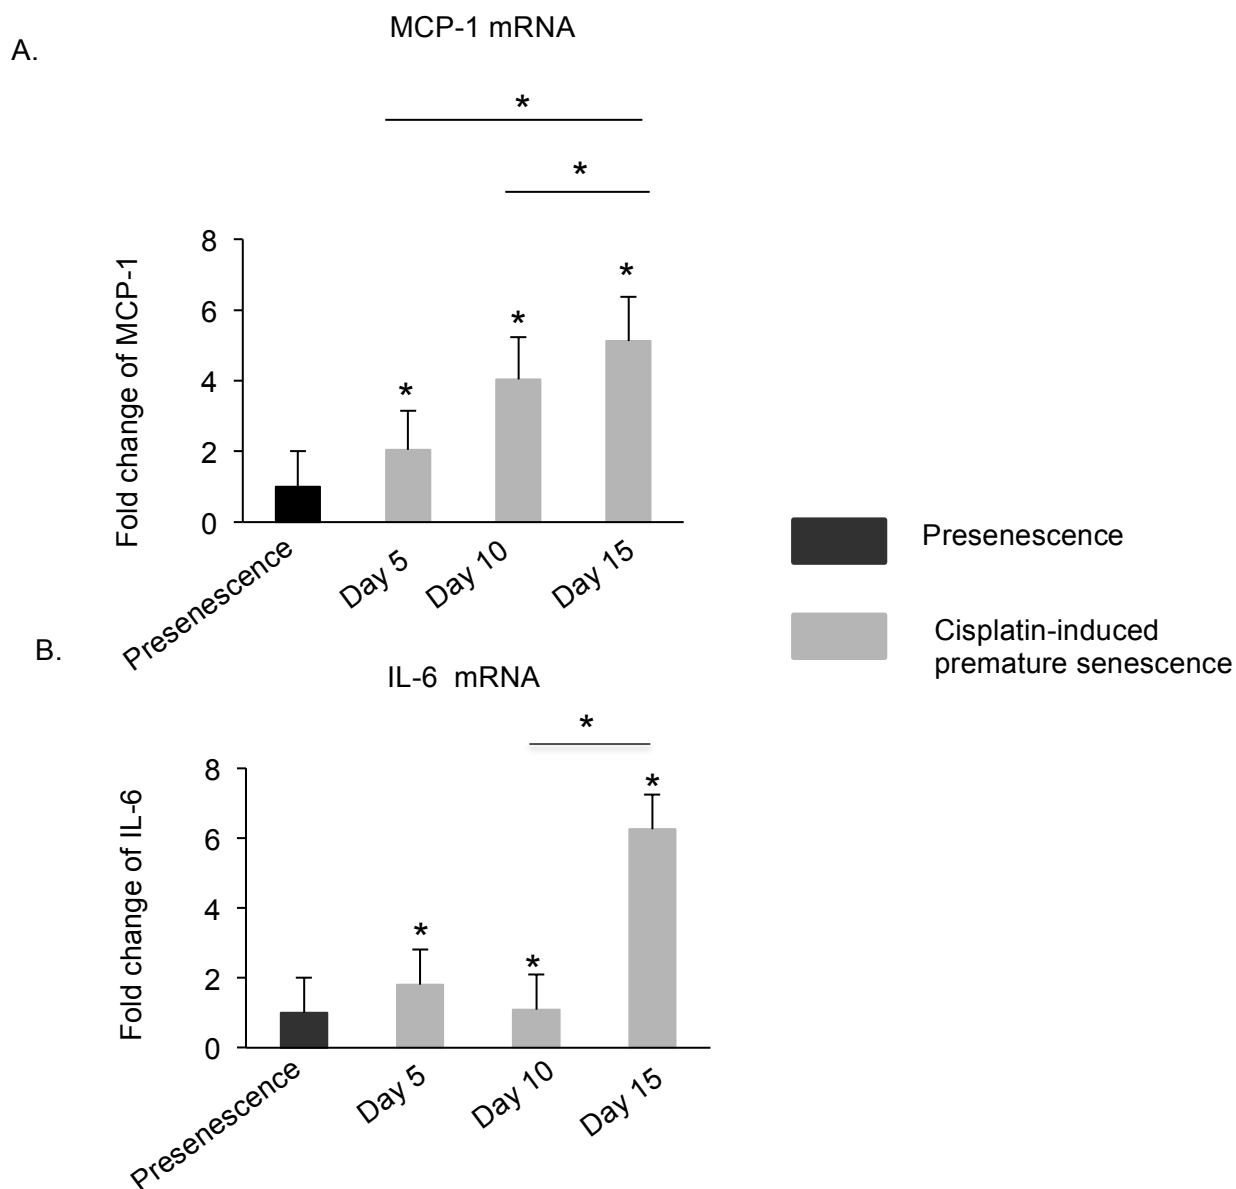 MCP-1 mRNA
A.
*
*
Fold change of MCP-1
8
6
4
2
0
*
*
*
Presenescence
Day 5
Day 10
Day 15
Presenescence
Cisplatin-induced
premature senescence
B.
IL-6 mRNA
*
Fold change of IL-6
8
6
4
2
0
*
*
*
Presenescence
Day 5
Day 10
Day 15